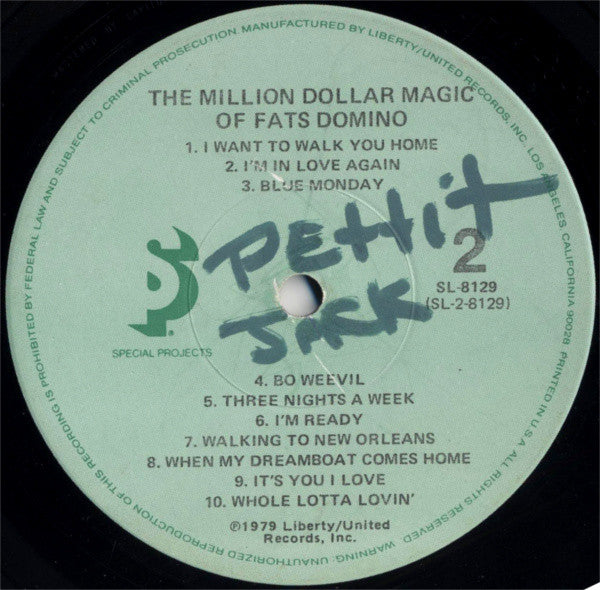 MANUFACTURED BY LIBERTY/UNITED RECORDS, INC. LOS ANGELES, CALIFORNIA 90028 PRINTED IN U.S.A. ALL RIGHTS RESERVED. WARNING: UNAUTHORIZED REPRODUCTION OF THIS RECORDING IS PROHIBITED BY FEDERAL LAW AND SUBJECT TO CRIMINAL PROSECUTION.
THE MILLION DOLLAR MAGIC
OF FATS DOMINO
1. I WANT TO WALK YOU HOME
2. I'M IN LOVE AGAIN
3. BLUE MONDAY
PEttit
JACK
2
SL-8129
(SL-2-8129)
SP
SPECIAL PROJECTS
4. BO WEEVIL
5. THREE NIGHTS A WEEK
6. I'M READY
7. WALKING TO NEW ORLEANS
8. WHEN MY DREAMBOAT COMES HOME
9. IT'S YOU I LOVE
10. WHOLE LOTTA LOVIN'
℗1979 Liberty/United
Records, Inc.